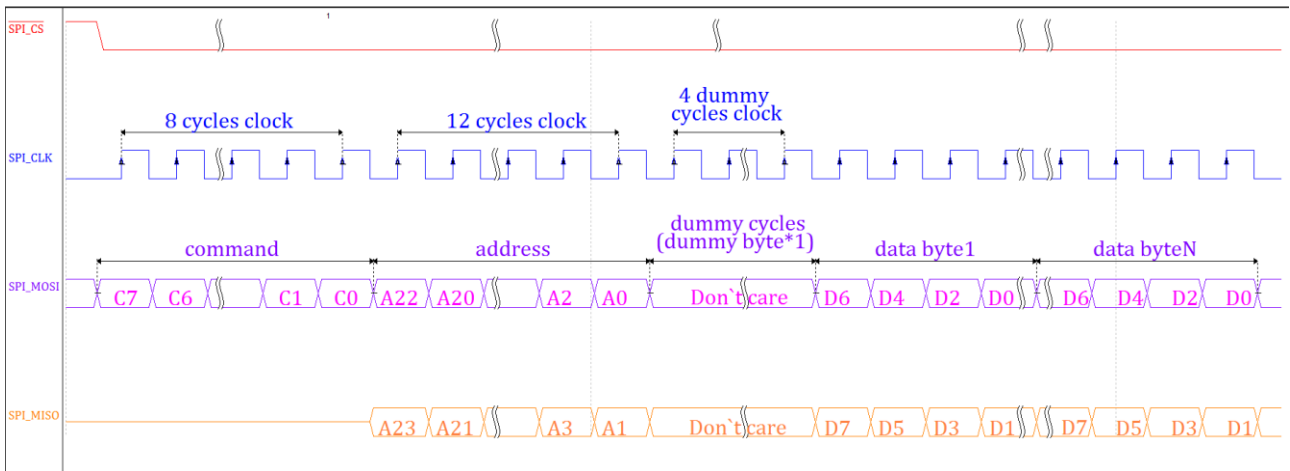 1
SPI_CS
8 cycles clock
12 cycles clock
4 dummy
cycles clock
SPI_CLK
command
address
dummy cycles
(dummy byte*1)
data byte1
data byteN
SPI_MOSI
C7 C6 C1 C0 A22 A20 A2 A0 Don`t care D6 D4 D2 D0 D6 D4 D2 D0
SPI_MISO
A23 A21 A3 A1 Don`t care D7 D5 D3 D1 D7 D5 D3 D1